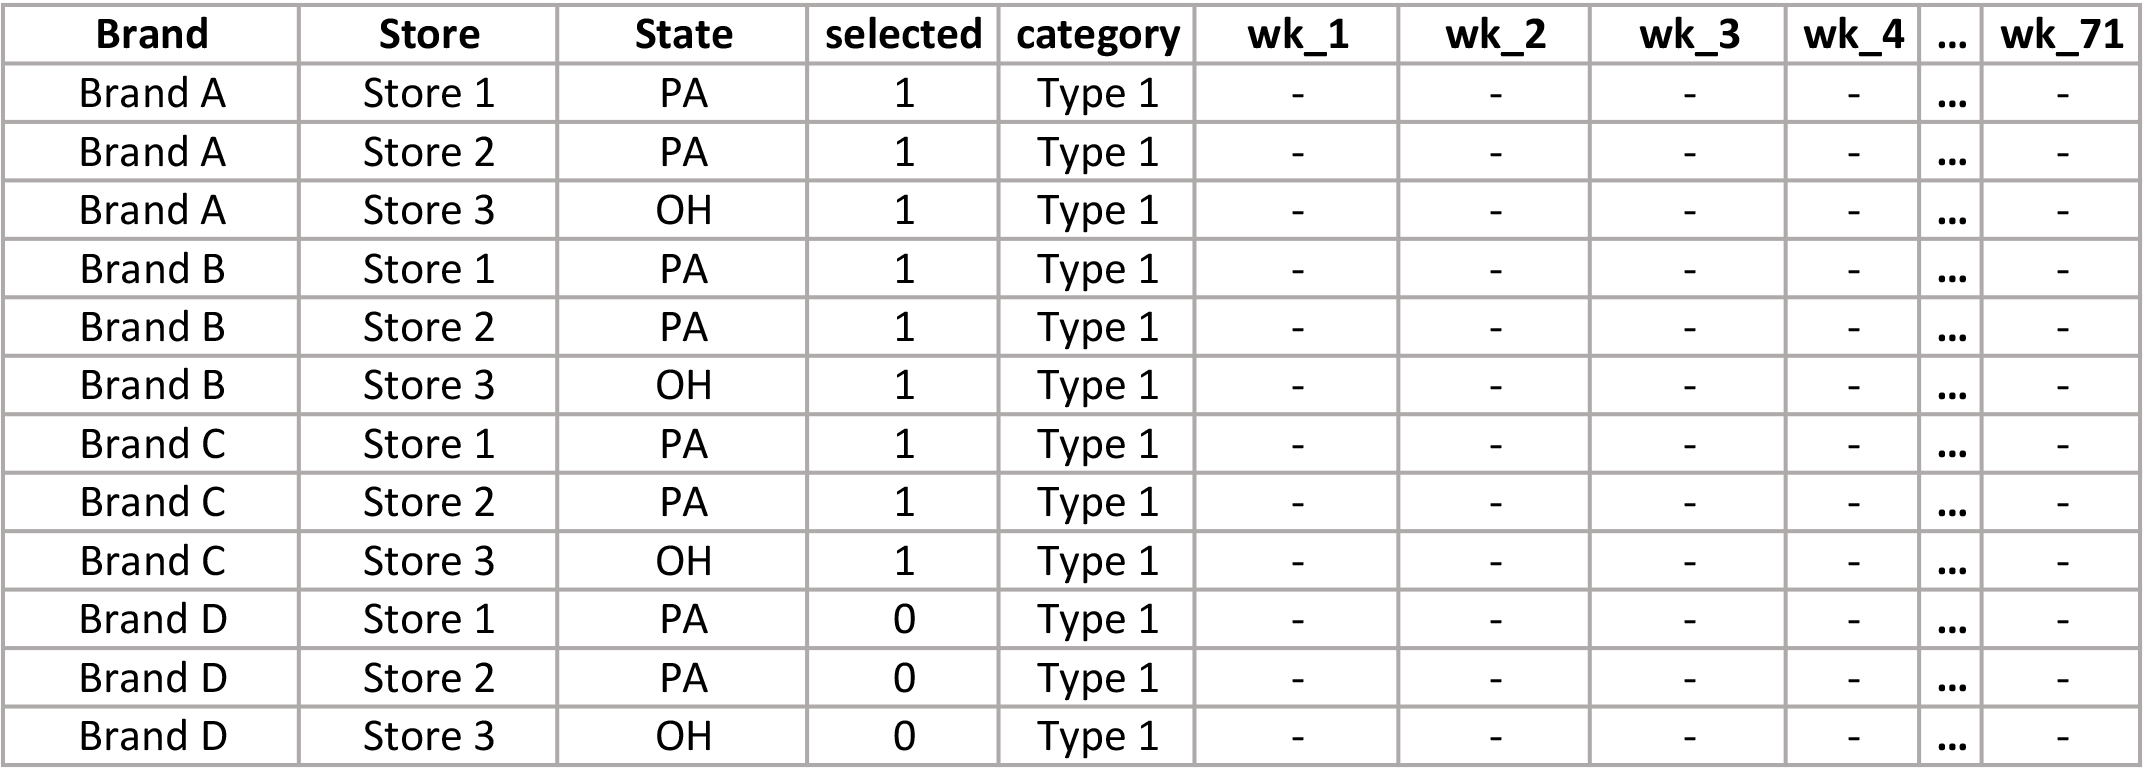 Brand Store State selected category wk_1 wk_2 wk_3 wk_4 ... wk_71
Brand A Store 1 PA 1 Type 1 - - - - ... -
Brand A Store 2 PA 1 Type 1 - - - - ... -
Brand A Store 3 OH 1 Type 1 - - - - ... -
Brand B Store 1 PA 1 Type 1 - - - - ... -
Brand B Store 2 PA 1 Type 1 - - - - ... -
Brand B Store 3 OH 1 Type 1 - - - - ... -
Brand C Store 1 PA 1 Type 1 - - - - ... -
Brand C Store 2 PA 1 Type 1 - - - - ... -
Brand C Store 3 OH 1 Type 1 - - - - ... -
Brand D Store 1 PA 0 Type 1 - - - - ... -
Brand D Store 2 PA 0 Type 1 - - - - ... -
Brand D Store 3 OH 0 Type 1 - - - - ... -